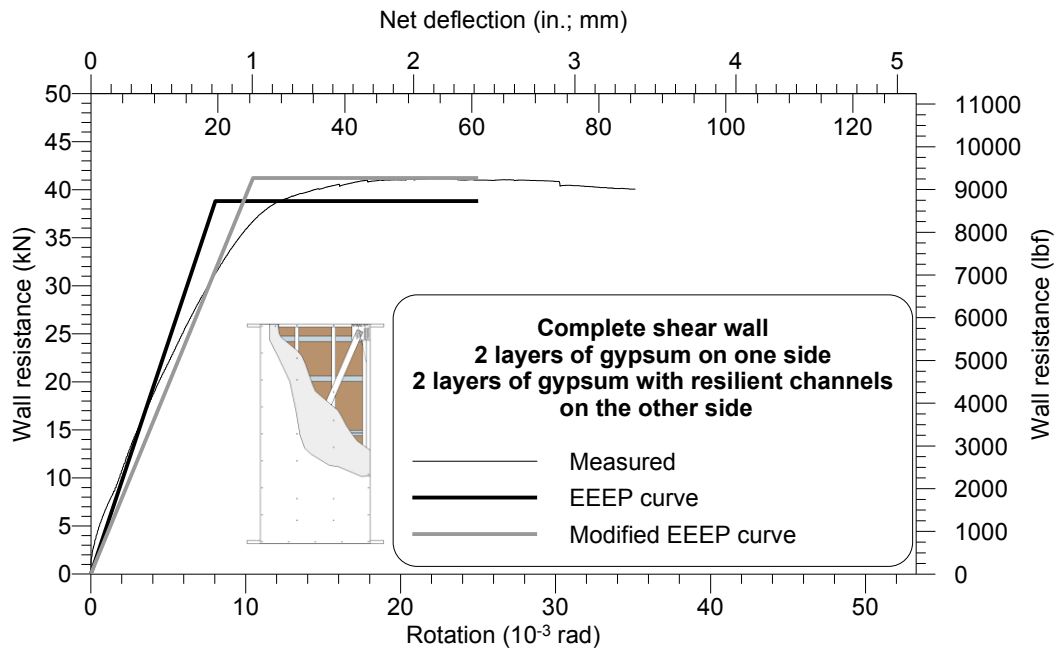 Net deflection (in.; mm)
0 1 2 3 4 5
20 40 60 80 100 120
50
45
40
35
30
25
20
15
10
5
0
Wall resistance (kN)
11000
10000
9000
8000
7000
6000
5000
4000
3000
2000
1000
0
Wall resistance (lbf)
Complete shear wall
2 layers of gypsum on one side
2 layers of gypsum with resilient channels
on the other side
Measured
EEEP curve
Modified EEEP curve
0 10 20 30 40 50
Rotation (10⁻³ rad)